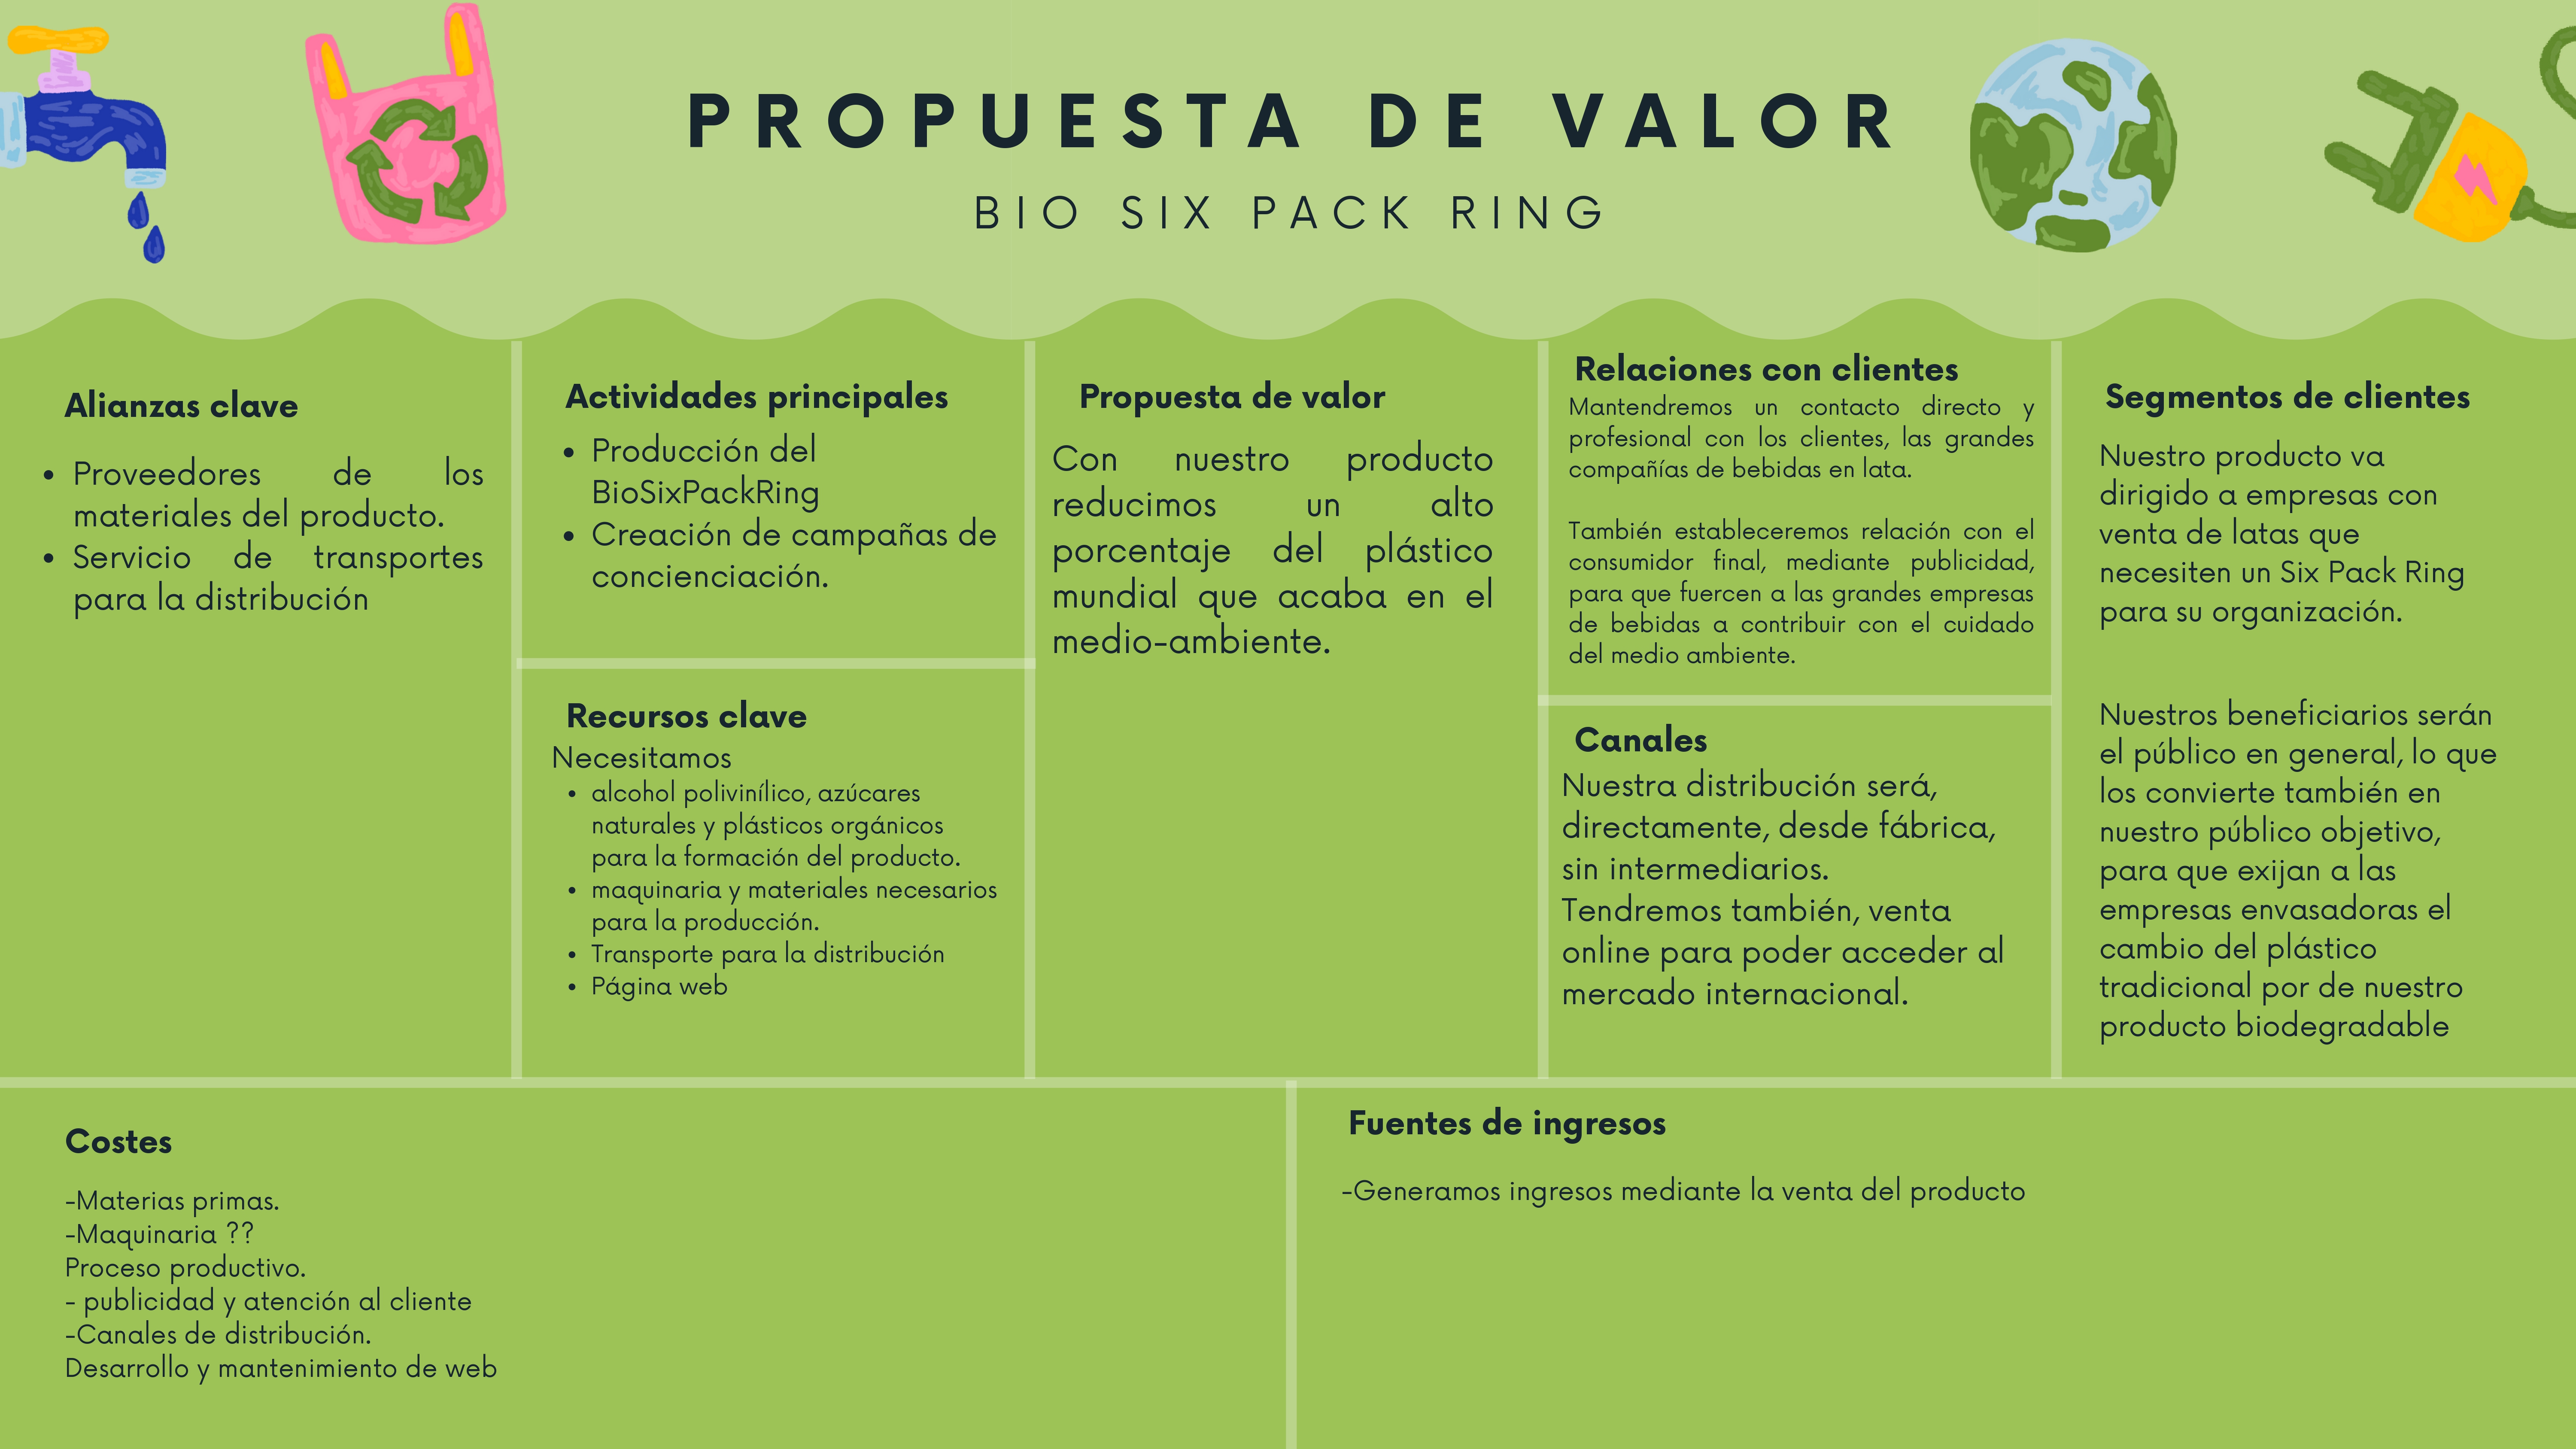 PROPUESTA DE VALOR
BIO SIX PACK RING
Alianzas clave
• Proveedores de los
materiales del producto.
• Servicio de transportes
para la distribución
Actividades principales
• Producción del
BioSixPackRing
• Creación de campañas de
concienciación.
Recursos clave
Necesitamos
• alcohol polivinílico, azúcares
naturales y plásticos orgánicos
para la formación del producto.
• maquinaria y materiales necesarios
para la producción.
• Transporte para la distribución
• Página web
Propuesta de valor
Con nuestro producto
reducimos un alto
porcentaje del plástico
mundial que acaba en el
medio-ambiente.
Relaciones con clientes
Mantendremos un contacto directo y
profesional con los clientes, las grandes
compañías de bebidas en lata.
También estableceremos relación con el
consumidor final, mediante publicidad,
para que fuercen a las grandes empresas
de bebidas a contribuir con el cuidado
del medio ambiente.
Canales
Nuestra distribución será,
directamente, desde fábrica,
sin intermediarios.
Tendremos también, venta
online para poder acceder al
mercado internacional.
Segmentos de clientes
Nuestro producto va
dirigido a empresas con
venta de latas que
necesiten un Six Pack Ring
para su organización.
Nuestros beneficiarios serán
el público en general, lo que
los convierte también en
nuestro público objetivo,
para que exijan a las
empresas envasadoras el
cambio del plástico
tradicional por de nuestro
producto biodegradable
Costes
-Materias primas.
-Maquinaria ??
Proceso productivo.
- publicidad y atención al cliente
-Canales de distribución.
Desarrollo y mantenimiento de web
Fuentes de ingresos
-Generamos ingresos mediante la venta del producto